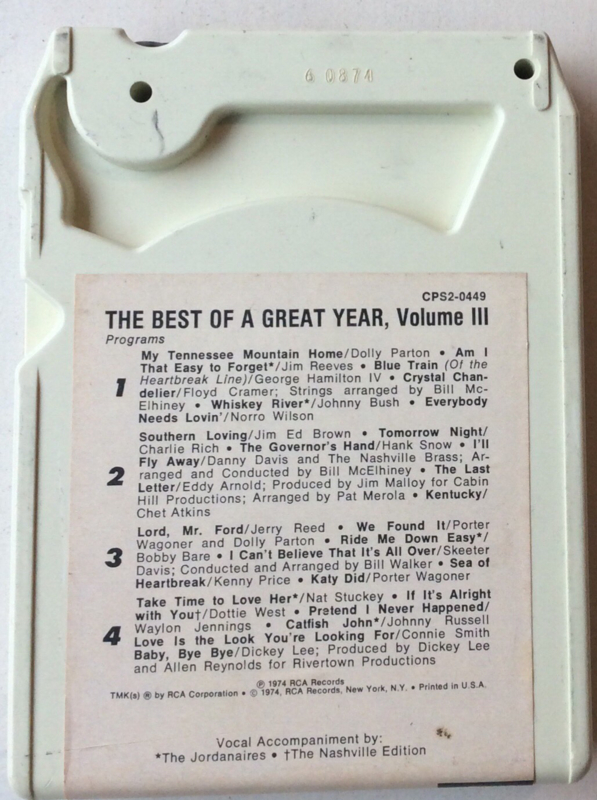 6 0874
CPS2-0449
THE BEST OF A GREAT YEAR, Volume III
Programs
My Tennessee Mountain Home/Dolly Parton • Am I
That Easy to Forget*/Jim Reeves • Blue Train (Of the
Heartbreak Line)/George Hamilton IV • Crystal Chan-
1
delier/Floyd Cramer; Strings arranged by Bill Mc-
Elhiney • Whiskey River*/Johnny Bush • Everybody
Needs Lovin'/Norro Wilson
Southern Loving/Jim Ed Brown • Tomorrow Night/
Charlie Rich • The Governor's Hand/Hank Snow • I'll
Fly Away/Danny Davis and The Nashville Brass; Ar-
2
ranged and Conducted by Bill McElhiney • The Last
Letter/Eddy Arnold; Produced by Jim Malloy for Cabin
Hill Productions; Arranged by Pat Merola • Kentucky/
Chet Atkins
Lord, Mr. Ford/Jerry Reed • We Found It/Porter
Wagoner and Dolly Parton • Ride Me Down Easy*/
3
Bobby Bare • I Can't Believe That It's All Over/Skeeter
Davis; Conducted and Arranged by Bill Walker • Sea of
Heartbreak/Kenny Price • Katy Did/Porter Wagoner
Take Time to Love Her*/Nat Stuckey • If It's Alright
with You†/Dottie West • Pretend I Never Happened/
Waylon Jennings • Catfish John*/Johnny Russell
4
Love Is the Look You're Looking For/Connie Smith
Baby, Bye Bye/Dickey Lee; Produced by Dickey Lee
and Allen Reynolds for Rivertown Productions
℗ 1974 RCA Records
TMK(s) ® by RCA Corporation • © 1974, RCA Records, New York, N.Y. • Printed in U.S.A.
Vocal Accompaniment by:
*The Jordanaires • †The Nashville Edition